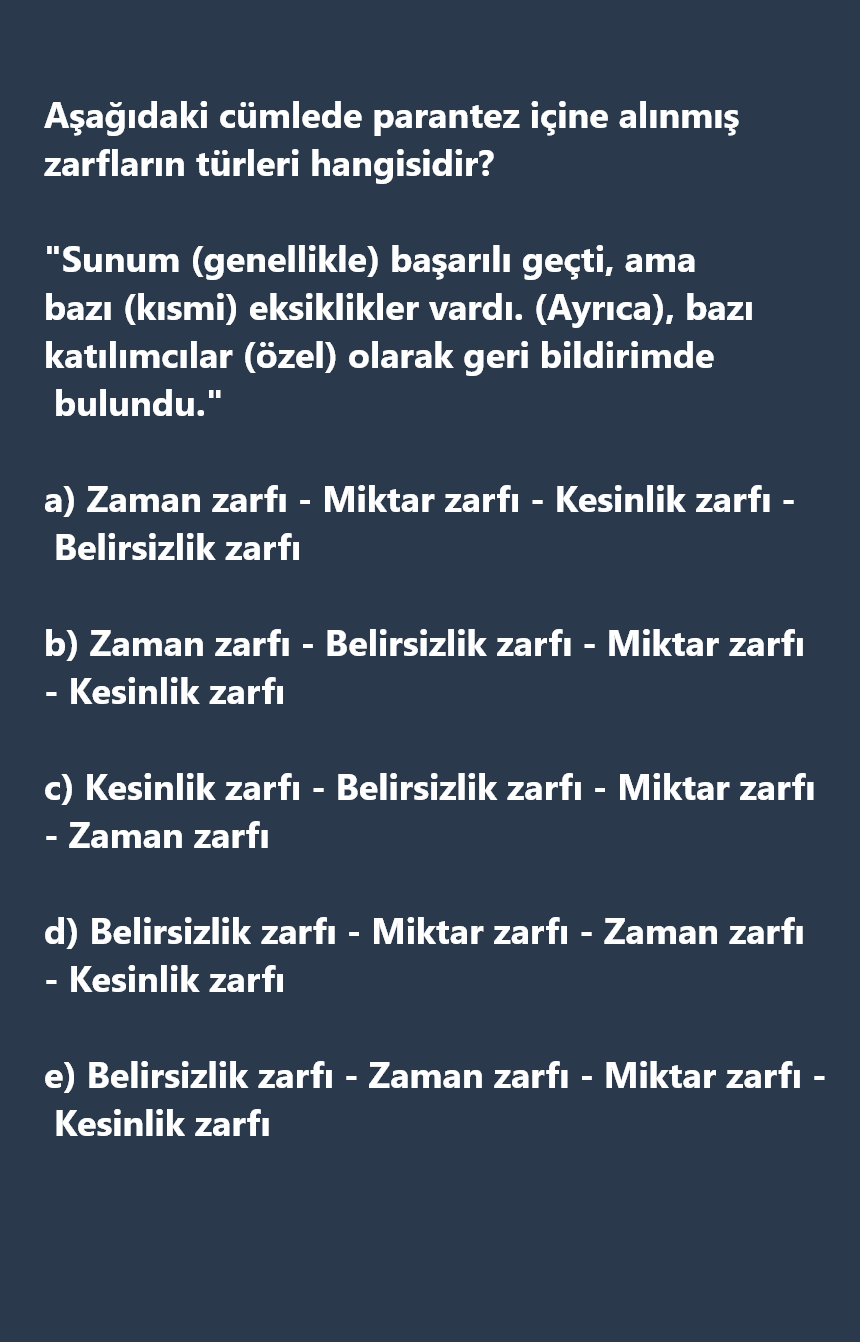 Aşağıdaki cümlede parantez içine alınmış
zarfların türleri hangisidir?
"Sunum (genellikle) başarılı geçti, ama
bazı (kısmi) eksiklikler vardı. (Ayrıca), bazı
katılımcılar (özel) olarak geri bildirimde
bulundu."
a) Zaman zarfı - Miktar zarfı - Kesinlik zarfı -
Belirsizlik zarfı
b) Zaman zarfı - Belirsizlik zarfı - Miktar zarfı
- Kesinlik zarfı
c) Kesinlik zarfı - Belirsizlik zarfı - Miktar zarfı
- Zaman zarfı
d) Belirsizlik zarfı - Miktar zarfı - Zaman zarfı
- Kesinlik zarfı
e) Belirsizlik zarfı - Zaman zarfı - Miktar zarfı -
Kesinlik zarfı